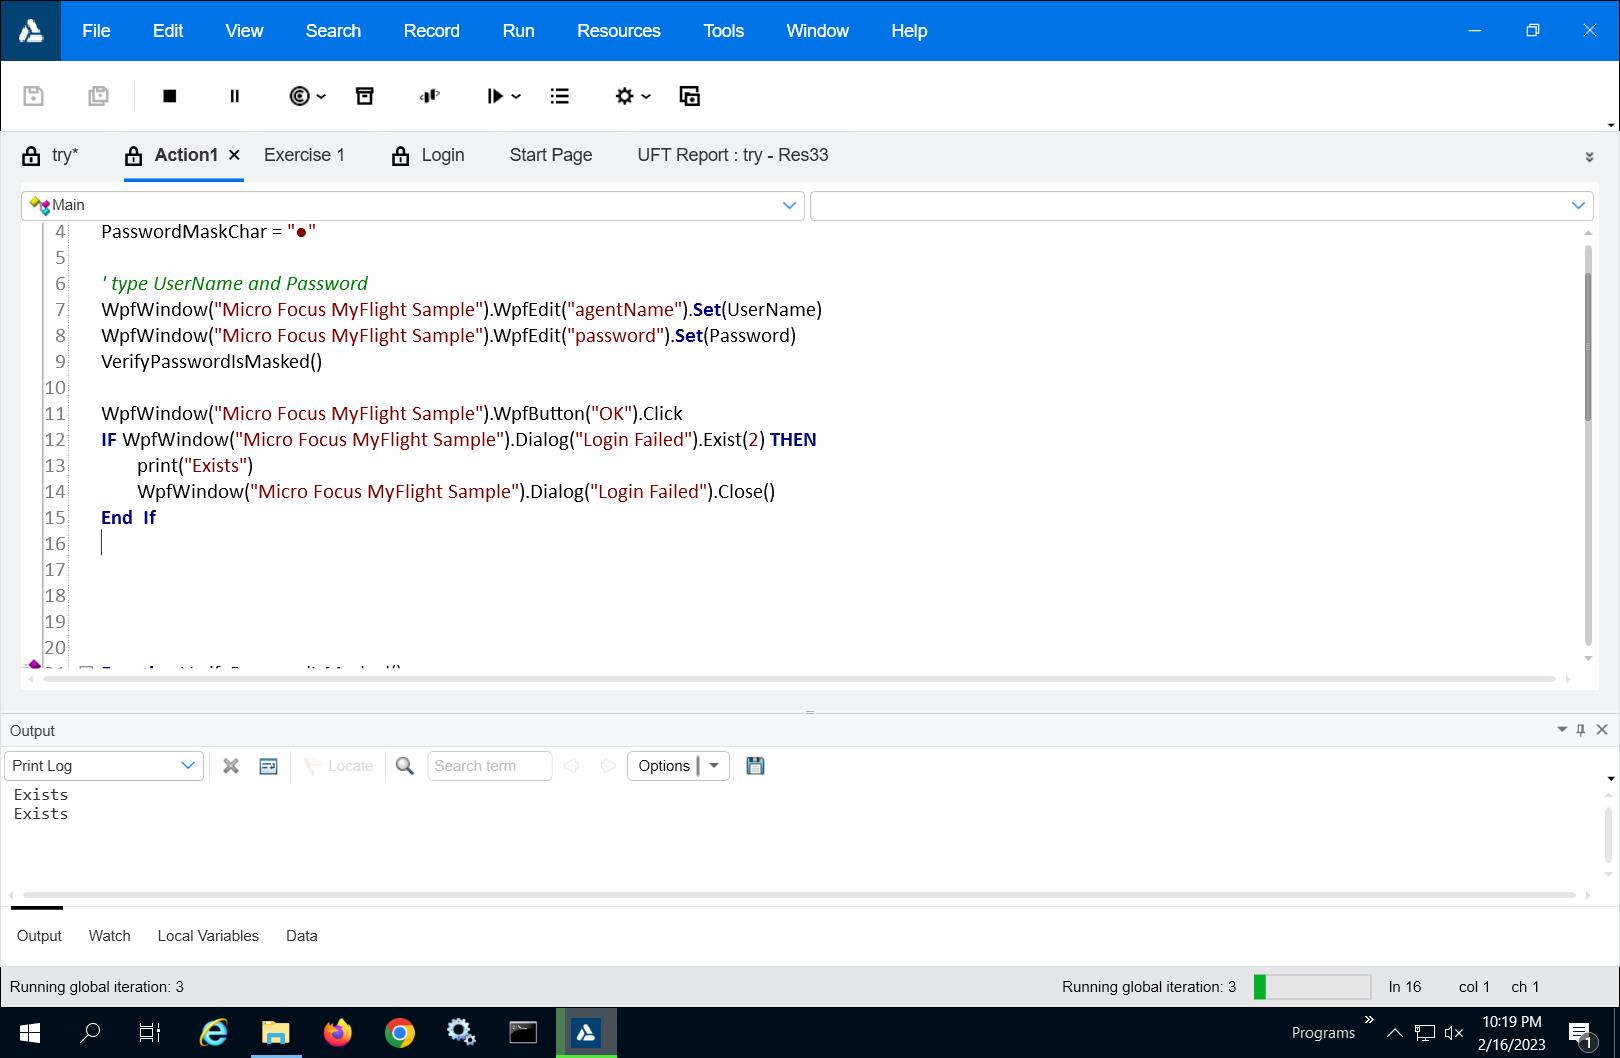 File Edit View Search Record Run Resources Tools Window Help
try* Action1 Exercise 1 Login Start Page UFT Report : try - Res33
Main
4 PasswordMaskChar = "●"
5
6 ' type UserName and Password
7 WpfWindow("Micro Focus MyFlight Sample").WpfEdit("agentName").Set(UserName)
8 WpfWindow("Micro Focus MyFlight Sample").WpfEdit("password").Set(Password)
9 VerifyPasswordIsMasked()
10
11 WpfWindow("Micro Focus MyFlight Sample").WpfButton("OK").Click
12 IF WpfWindow("Micro Focus MyFlight Sample").Dialog("Login Failed").Exist(2) THEN
13 print("Exists")
14 WpfWindow("Micro Focus MyFlight Sample").Dialog("Login Failed").Close()
15 End If
16
17
18
19
20
Output
Print Log Locate Search term Options
Exists
Exists
Output Watch Local Variables Data
Running global iteration: 3 Running global iteration: 3 ln 16 col 1 ch 1
Programs 10:19 PM
2/16/2023 1